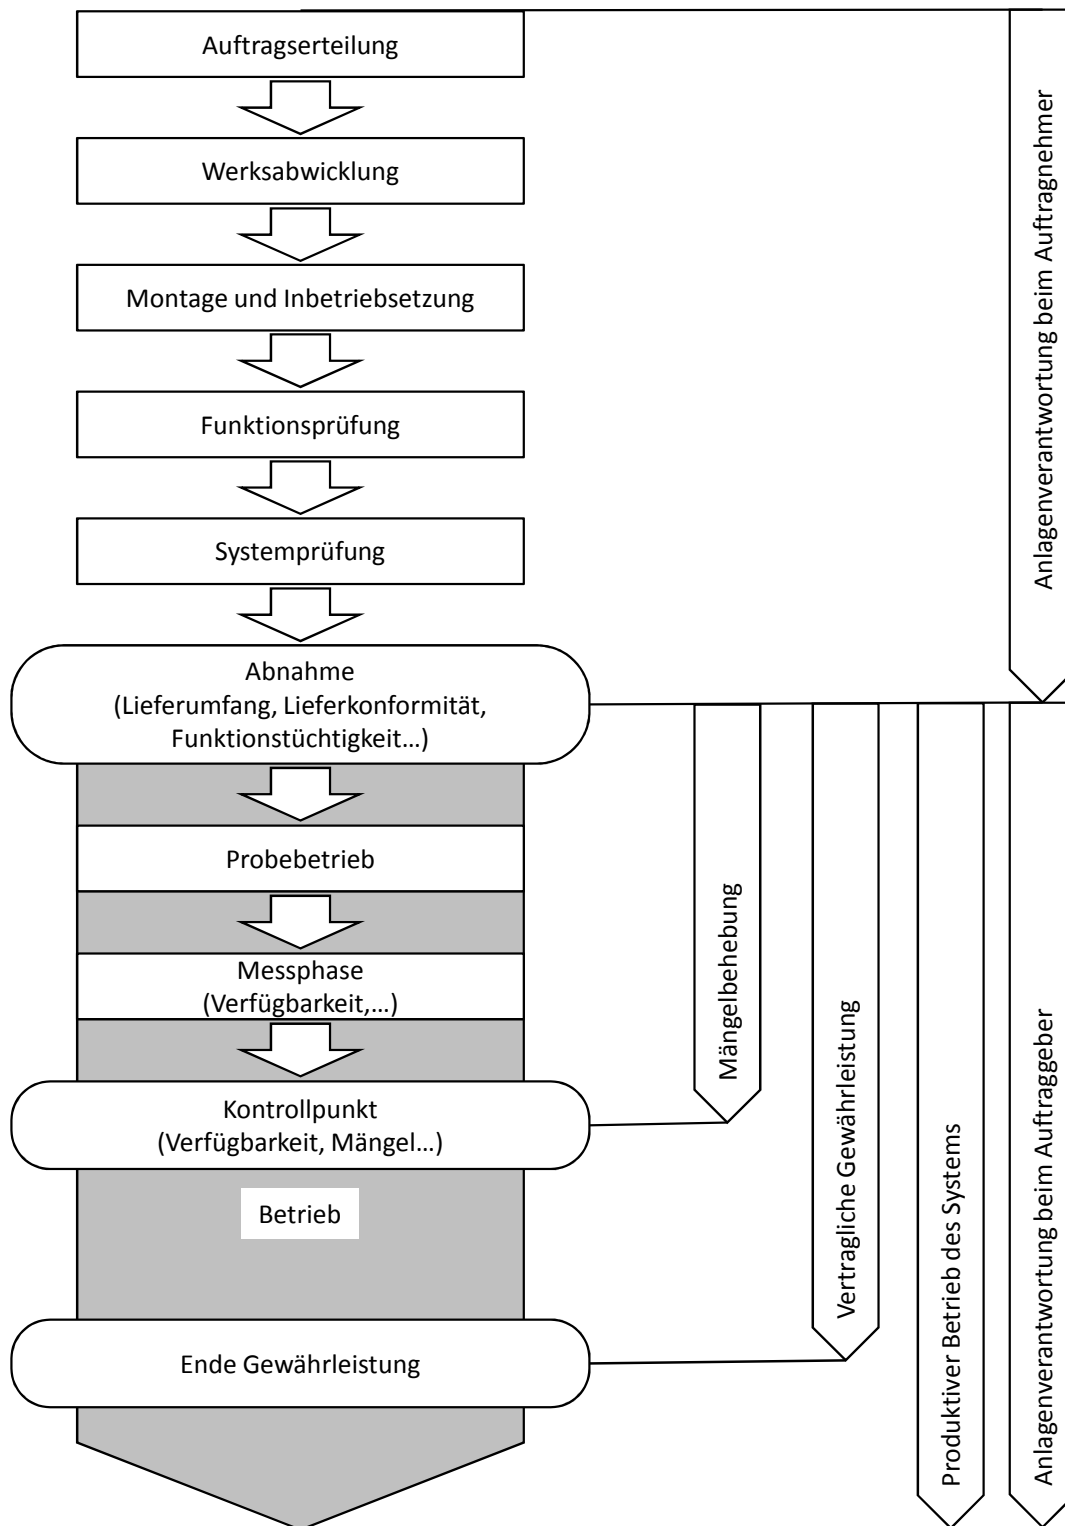 Auftragserteilung
Werksabwicklung
Montage und Inbetriebsetzung
Funktionsprüfung
Systemprüfung
Abnahme
(Lieferumfang, Lieferkonformität,
Funktionstüchtigkeit…)
Probebetrieb
Messphase
(Verfügbarkeit,…)
Kontrollpunkt
(Verfügbarkeit, Mängel…)
Betrieb
Ende Gewährleistung
Mängelbehebung
Vertragliche Gewährleistung
Produktiver Betrieb des Systems
Anlagenverantwortung beim Auftragnehmer
Anlagenverantwortung beim Auftraggeber